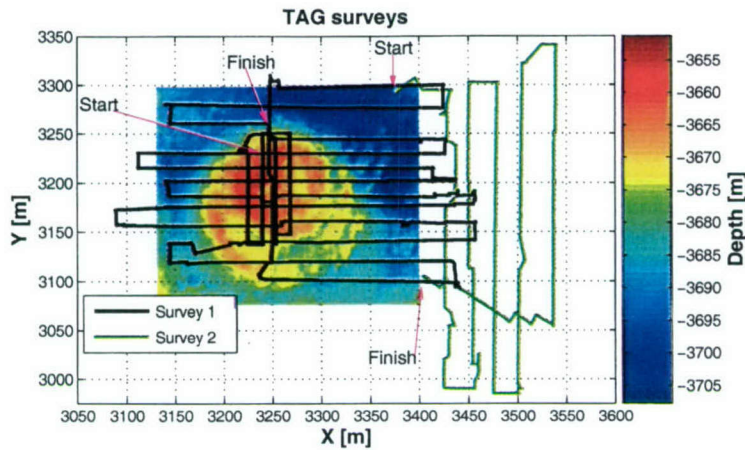 TAG surveys
3350
3300
3250
3200
3150
3100
3050
3000
Y [m]
Finish
Start
Start
Finish
Survey 1
Survey 2
3050 3100 3150 3200 3250 3300 3350 3400 3450 3500 3550 3600
X [m]
−3655
−3660
−3665
−3670
−3675
−3680
−3685
−3690
−3695
−3700
−3705
Depth [m]